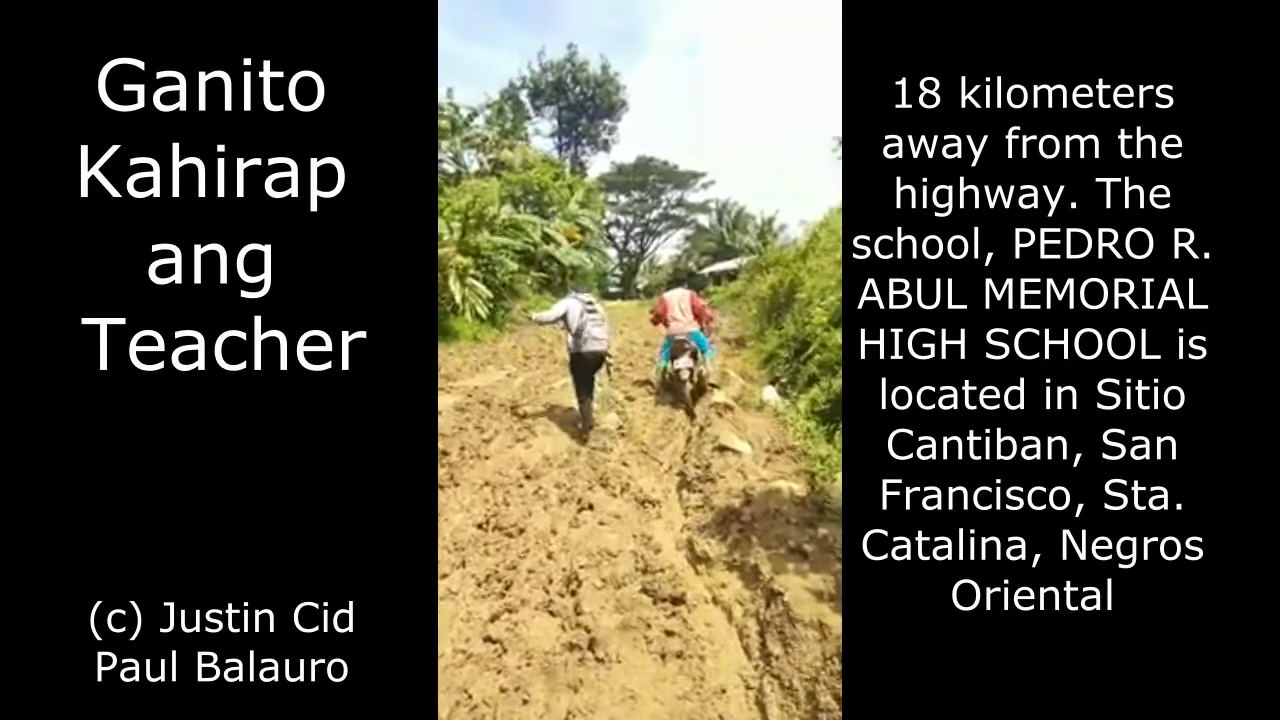 Ganito
Kahirap
ang
Teacher
(c) Justin Cid
Paul Balauro
18 kilometers
away from the
highway. The
school, PEDRO R.
ABUL MEMORIAL
HIGH SCHOOL is
located in Sitio
Cantiban, San
Francisco, Sta.
Catalina, Negros
Oriental